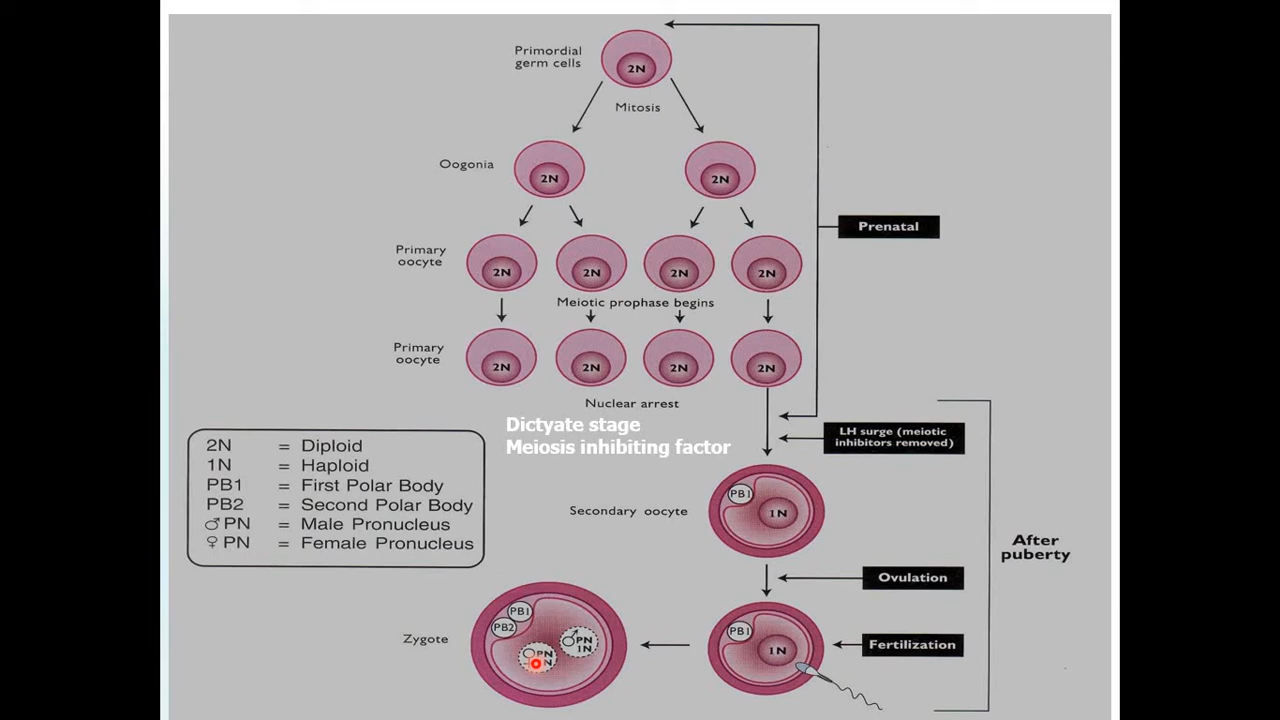 Primordial
germ cells
2N
Mitosis
Oogonia
2N
2N
Prenatal
Primary
oocyte
2N
2N
2N
2N
Meiotic prophase begins
Primary
oocyte
2N
2N
2N
2N
Nuclear arrest
Dictyate stage
Meiosis inhibiting factor
LH surge (meiotic
inhibitors removed)
2N = Diploid
1N = Haploid
PB1 = First Polar Body
PB2 = Second Polar Body
♂PN = Male Pronucleus
♀PN = Female Pronucleus
PB1
1N
Secondary oocyte
After
puberty
Ovulation
Zygote
PB1
PB2
♂PN
1N
PN
N
PB1
1N
Fertilization